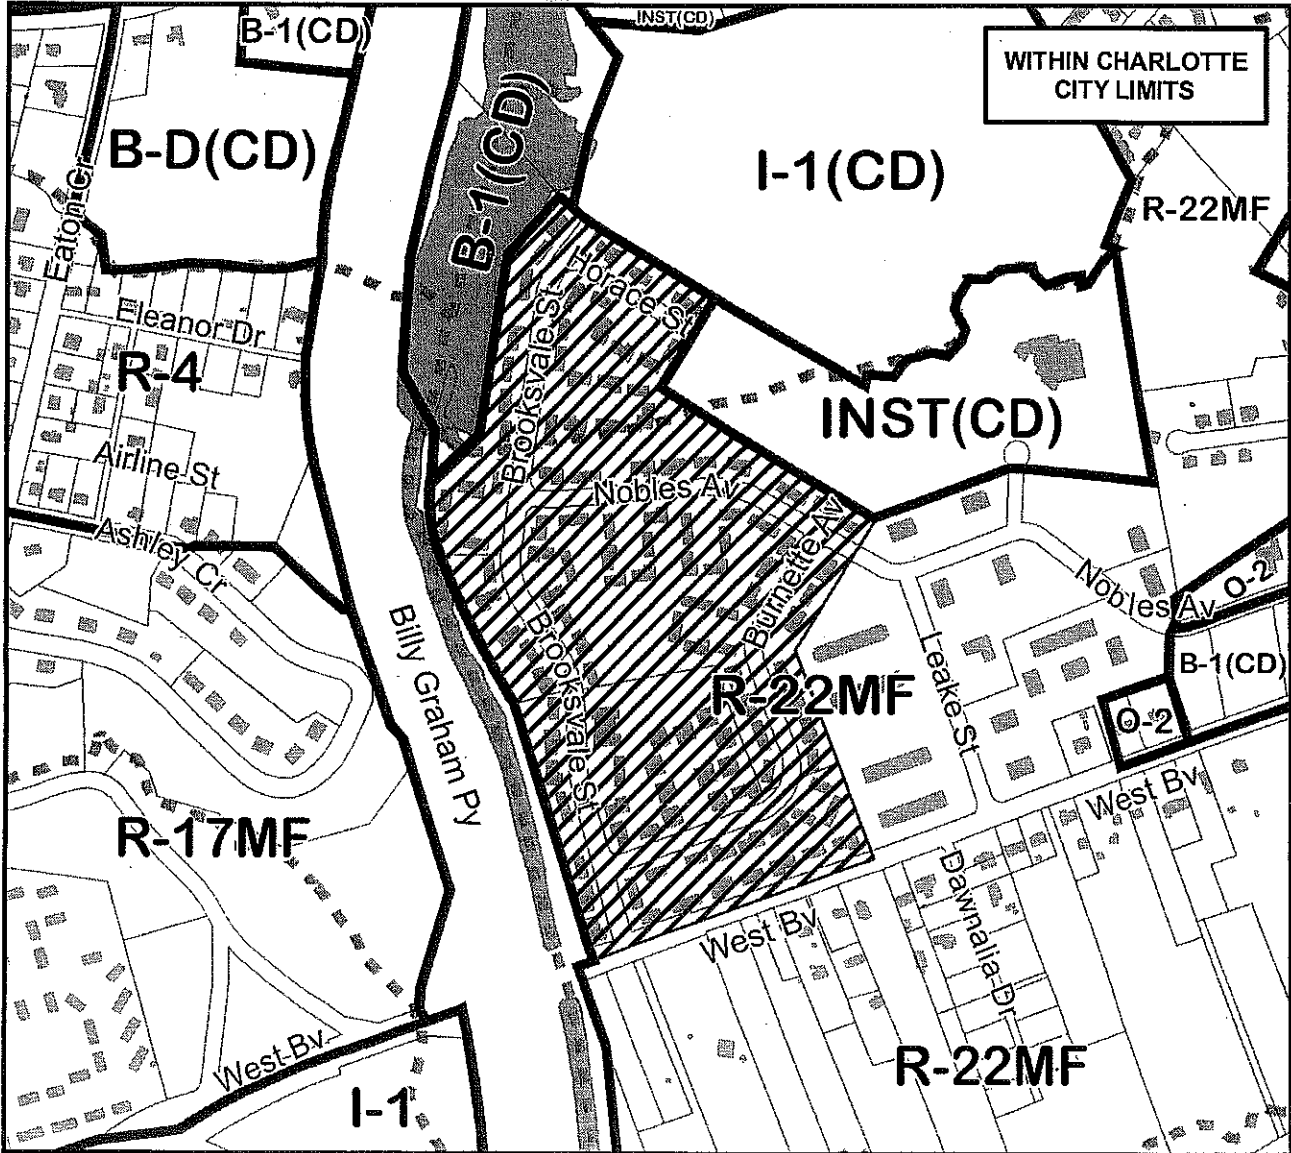 INST(CD)
B-1(CD)
WITHIN CHARLOTTE
CITY LIMITS
B-D(CD)
B-1(CD)
I-1(CD)
R-22MF
Eaton Cr
Horace St
Eleanor Dr
Brooksvale St
R-4
INST(CD)
Airline St
Nobles Av
Ashley Cr
Burnette Av
Nobles Av
O-2
Billy Graham Py
Brooksvale St
Leake St
B-1(CD)
R-22MF
O-2
West Bv
R-17MF
Dawnalia Dr
West Bv
West Bv
R-22MF
I-1